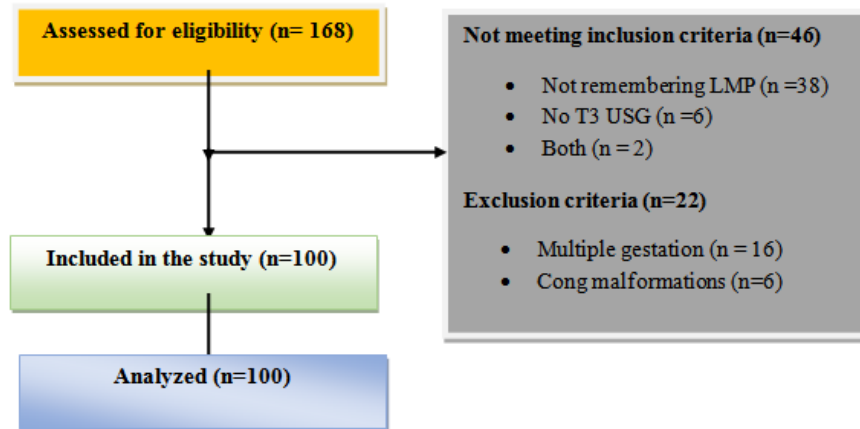 Assessed for eligibility (n= 168)
Not meeting inclusion criteria (n=46)
• Not remembering LMP (n =38)
• No T3 USG (n =6)
• Both (n = 2)
Exclusion criteria (n=22)
• Multiple gestation (n = 16)
• Cong malformations (n=6)
Included in the study (n=100)
Analyzed (n=100)